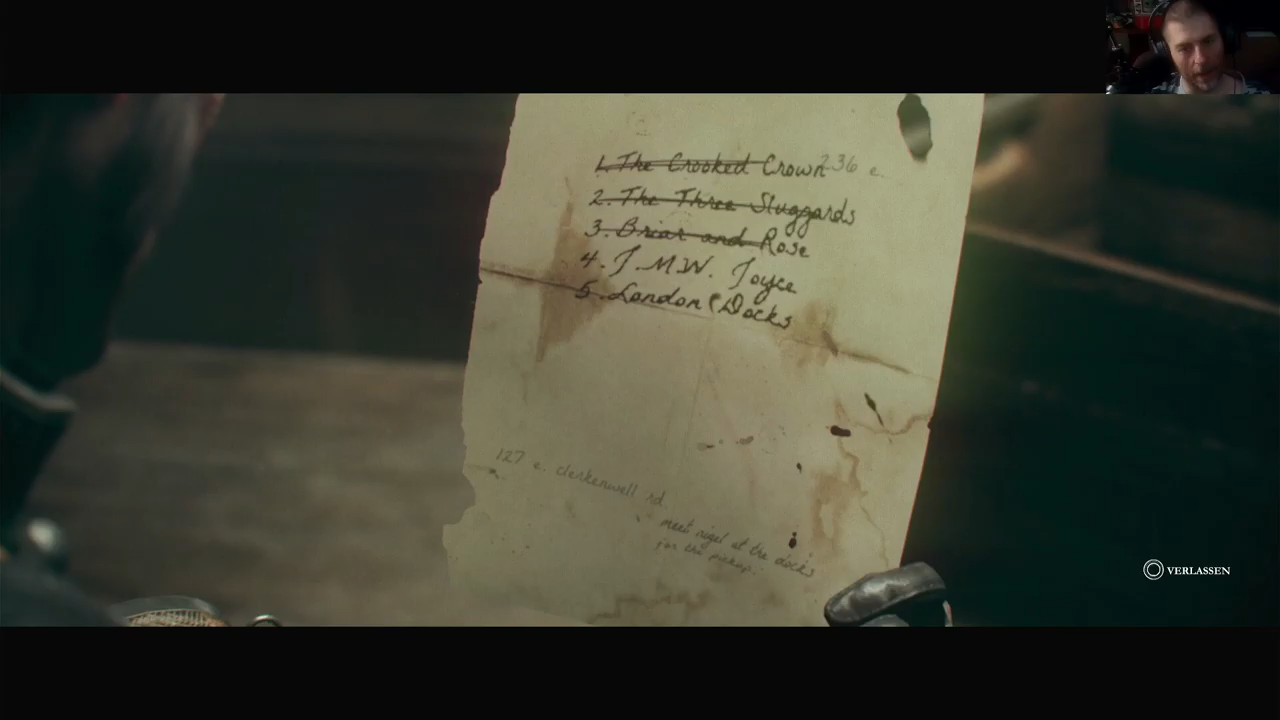 1. The Crooked Crown 236 e.
2. The Three Sluggards
3. Briar and Rose
4. J. M.W. Joyce
5. London Docks
127 e. clerkenwell rd
meet nigel at the docks
for the pickup.
VERLASSEN